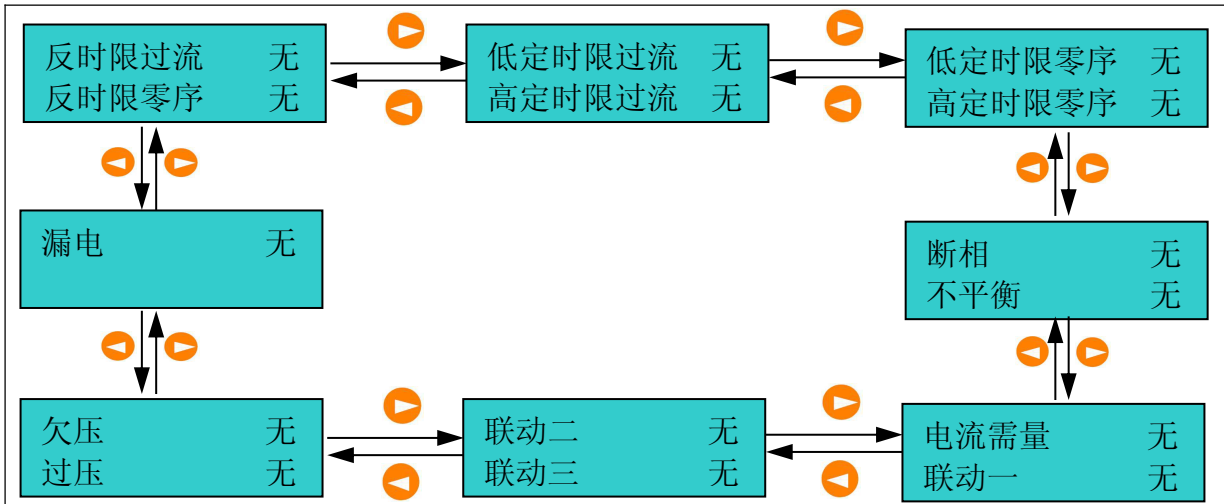 反时限过流 无
反时限零序 无
低定时限过流 无
高定时限过流 无
低定时限零序 无
高定时限零序 无
漏电 无
断相 无
不平衡 无
欠压 无
过压 无
联动二 无
联动三 无
电流需量 无
联动一 无